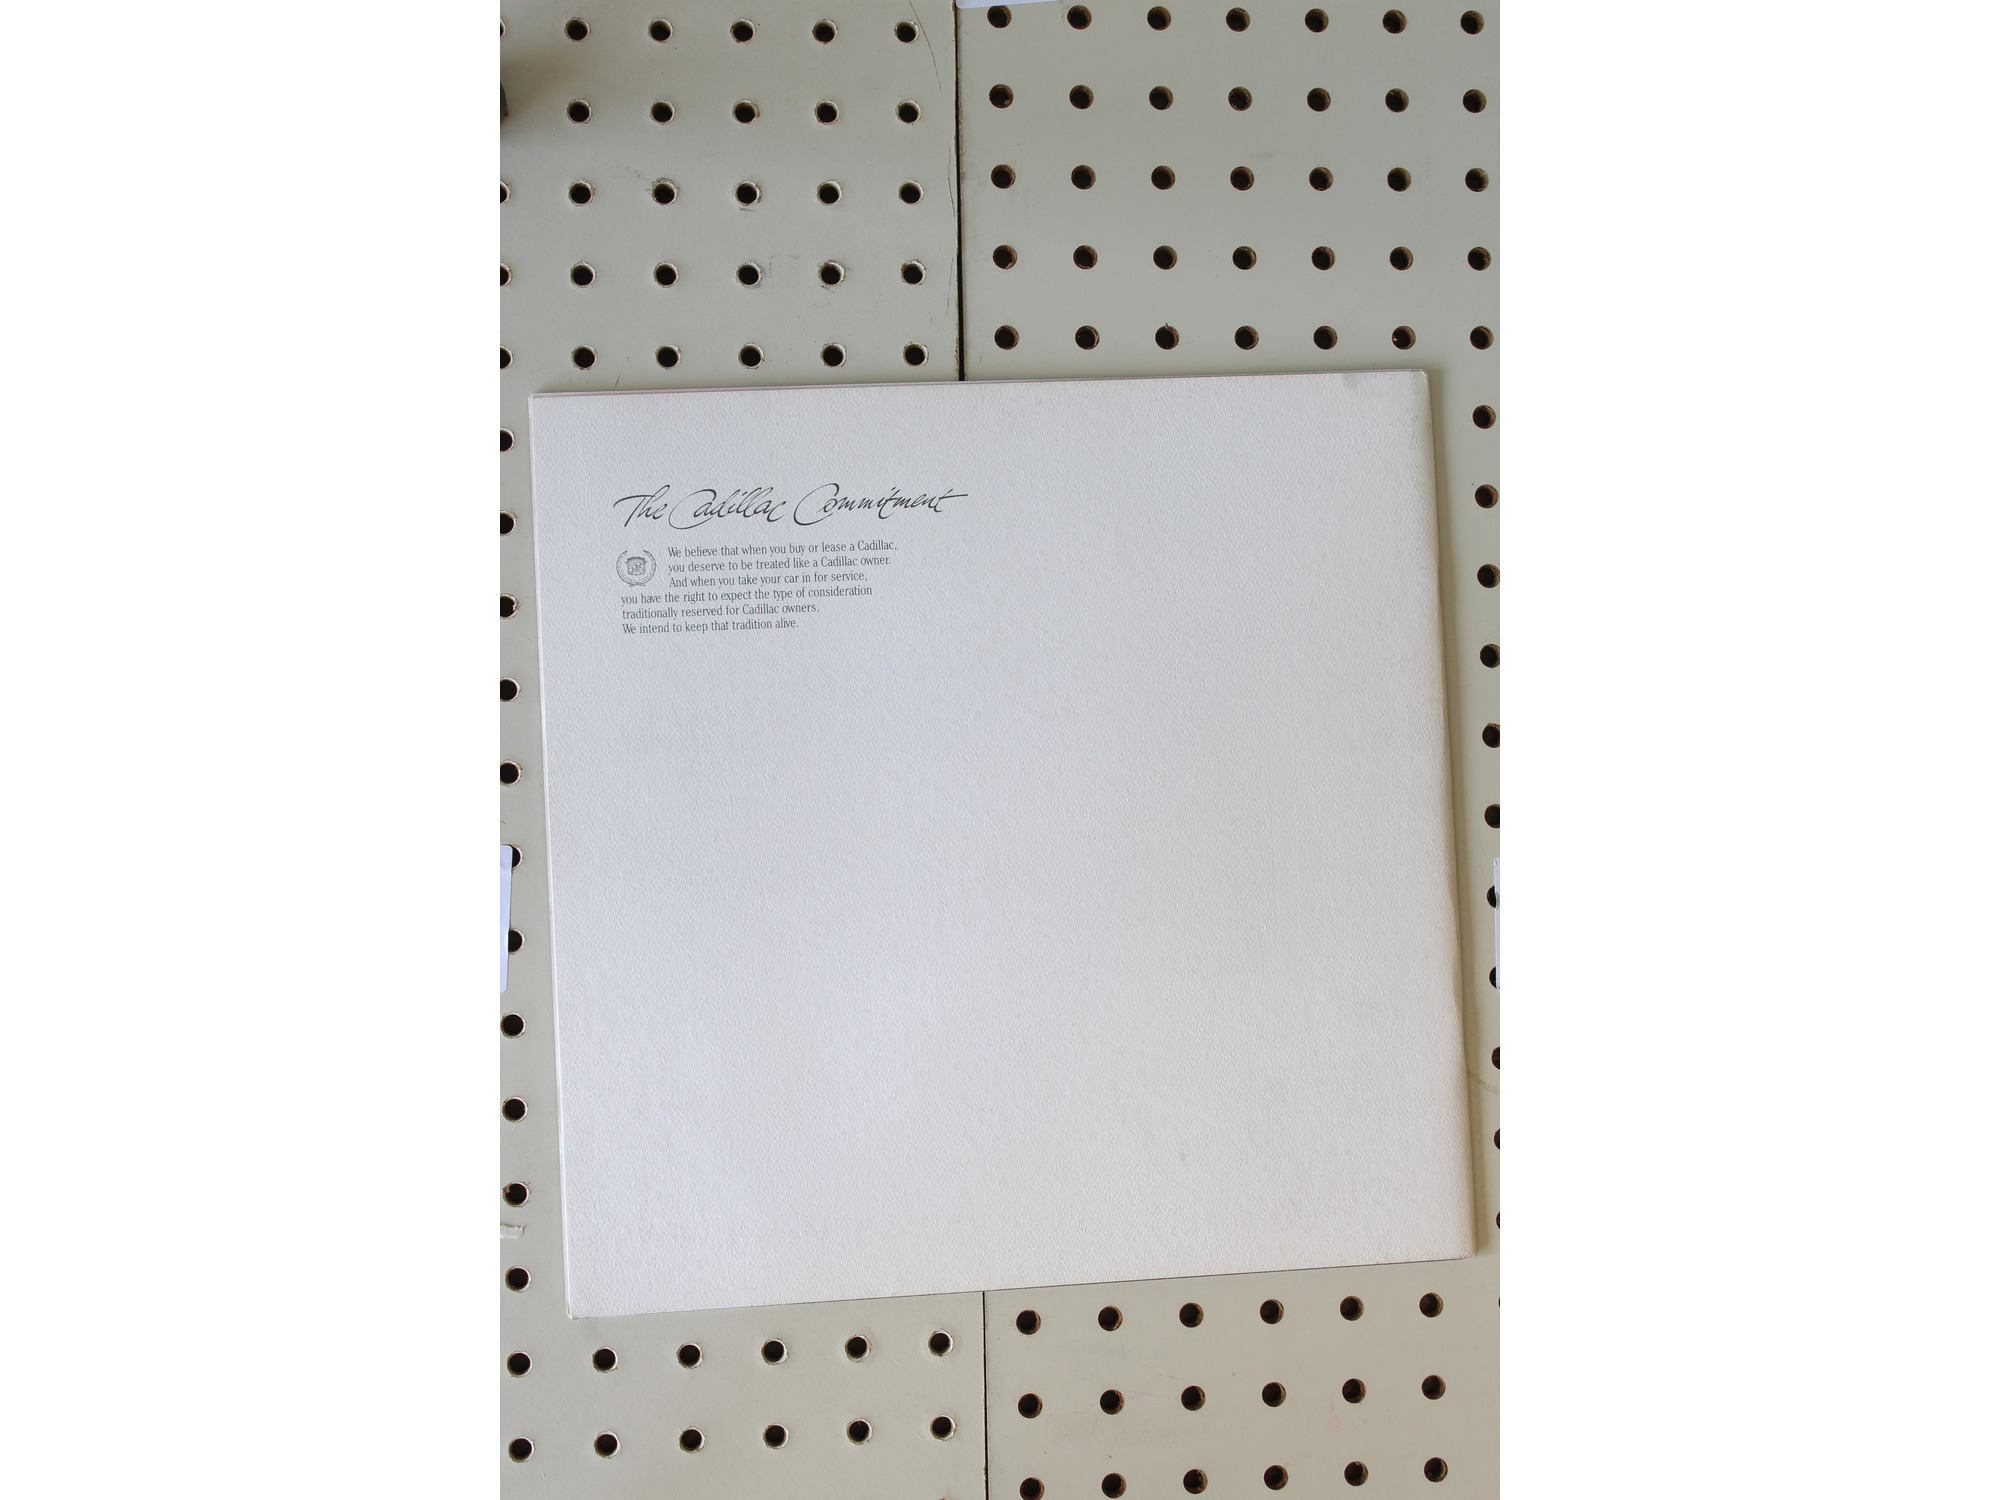 The Cadillac Commitment
We believe that when you buy or lease a Cadillac,
you deserve to be treated like a Cadillac owner.
And when you take your car in for service,
you have the right to expect the type of consideration
traditionally reserved for Cadillac owners.
We intend to keep that tradition alive.